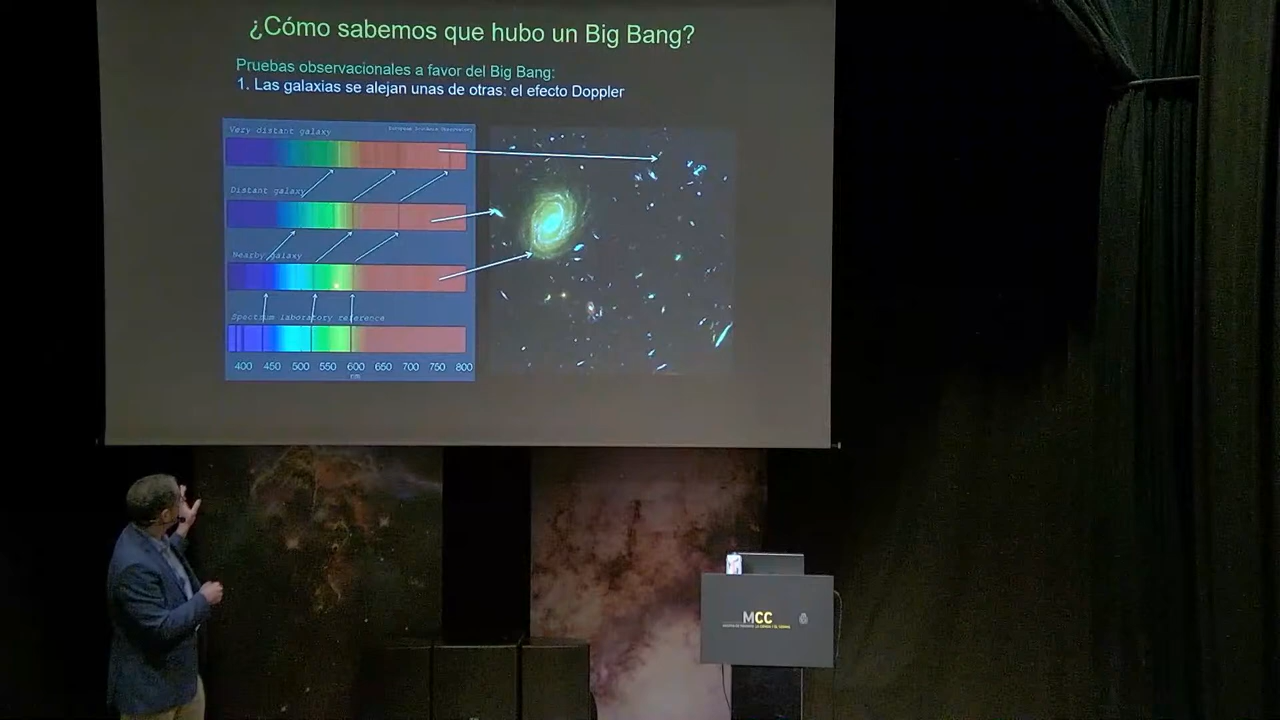 ¿Cómo sabemos que hubo un Big Bang?
Pruebas observacionales a favor del Big Bang:
1. Las galaxias se alejan unas de otras: el efecto Doppler
Very distant galaxy
Distant galaxy
Nearby galaxy
Spectrum laboratory reference
400 450 500 550 600 650 700 750 800
nm
MCC